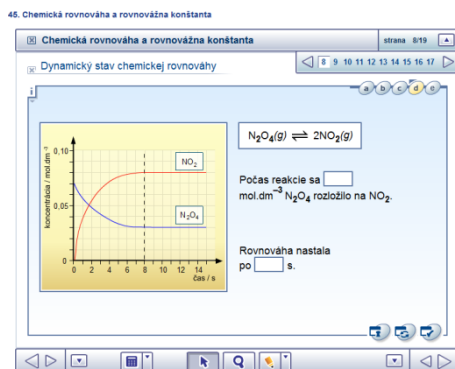 45. Chemická rovnováha a rovnovážna konštanta
Chemická rovnováha a rovnovážna konštanta
strana 8/19
Dynamický stav chemickej rovnováhy
8 9 10 11 12 13 14 15 16 17
a b c d e
i
koncentrácia / mol.dm⁻³
0,10
0,05
0
NO₂
N₂O₄
0 2 4 6 8 10 12 14
čas / s
N₂O₄(g) ⇌ 2NO₂(g)
Počas reakcie sa
mol.dm⁻³ N₂O₄ rozložilo na NO₂.
Rovnováha nastala
po s.